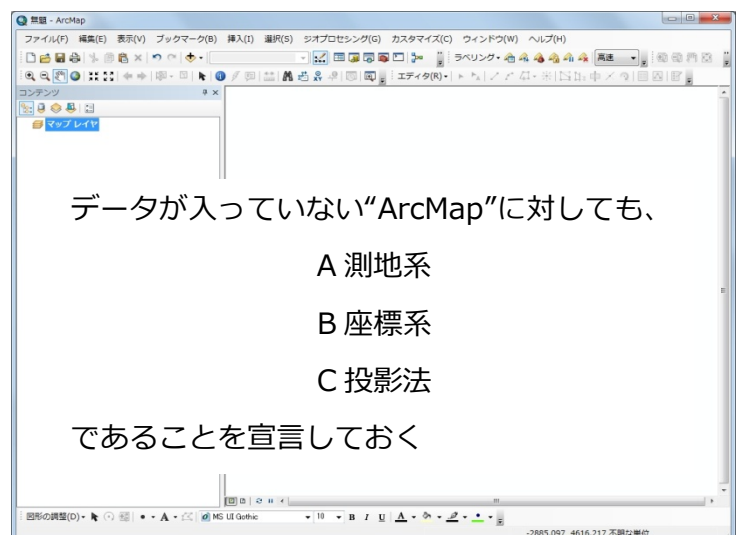 無題 - ArcMap
ファイル(F) 編集(E) 表示(V) ブックマーク(B) 挿入(I) 選択(S) ジオプロセシング(G) カスタマイズ(C) ウィンドウ(W) ヘルプ(H)
ラベリング 高速
エディタ(R)
コンテンツ
マップ レイヤ
データが入っていない“ArcMap”に対しても、
A 測地系
B 座標系
C 投影法
であることを宣言しておく
図形の調整(D) A MS UI Gothic 10 B I U A
-2885.097 4616.217 不明な単位